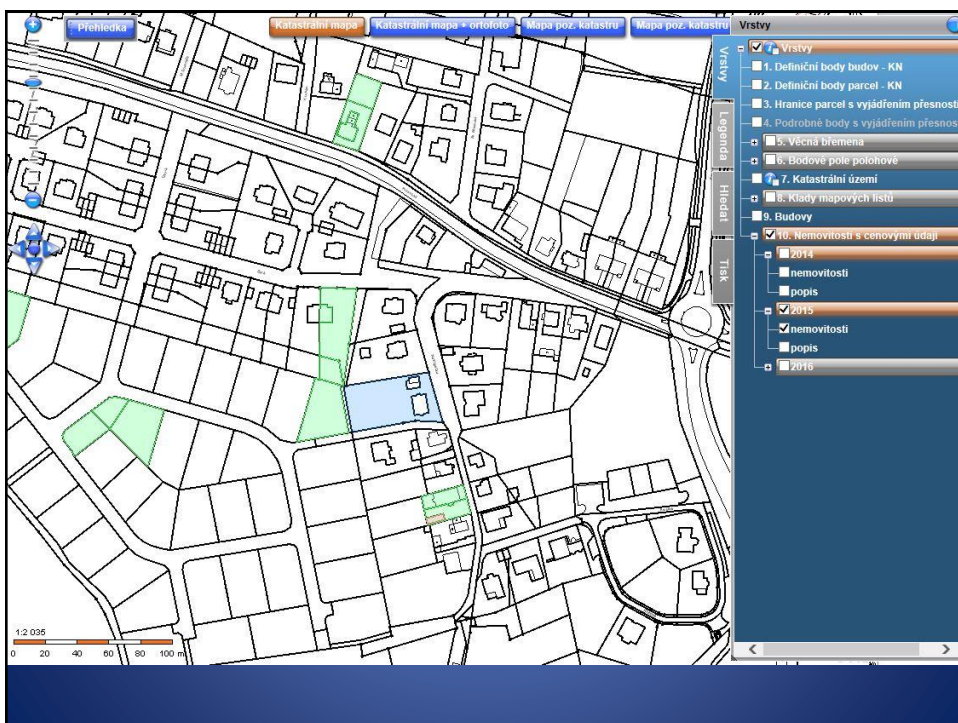 Přehledka
Katastrální mapa
Katastrální mapa + ortofoto
Mapa poz. katastru
Mapa poz. katastru
Vrstvy
Vrstvy
Legenda
Hledat
Tisk
Vrstvy
1. Definiční body budov - KN
2. Definiční body parcel - KN
3. Hranice parcel s vyjádřením přesnosti
4. Podrobné body s vyjádřením přesnos
5. Věcná břemena
6. Bodové pole polohové
7. Katastrální území
8. Klady mapových listů
9. Budovy
10. Nemovitosti s cenovými údaji
2014
nemovitosti
popis
2015
nemovitosti
popis
2016
1:2 035
0 20 40 60 80 100 m